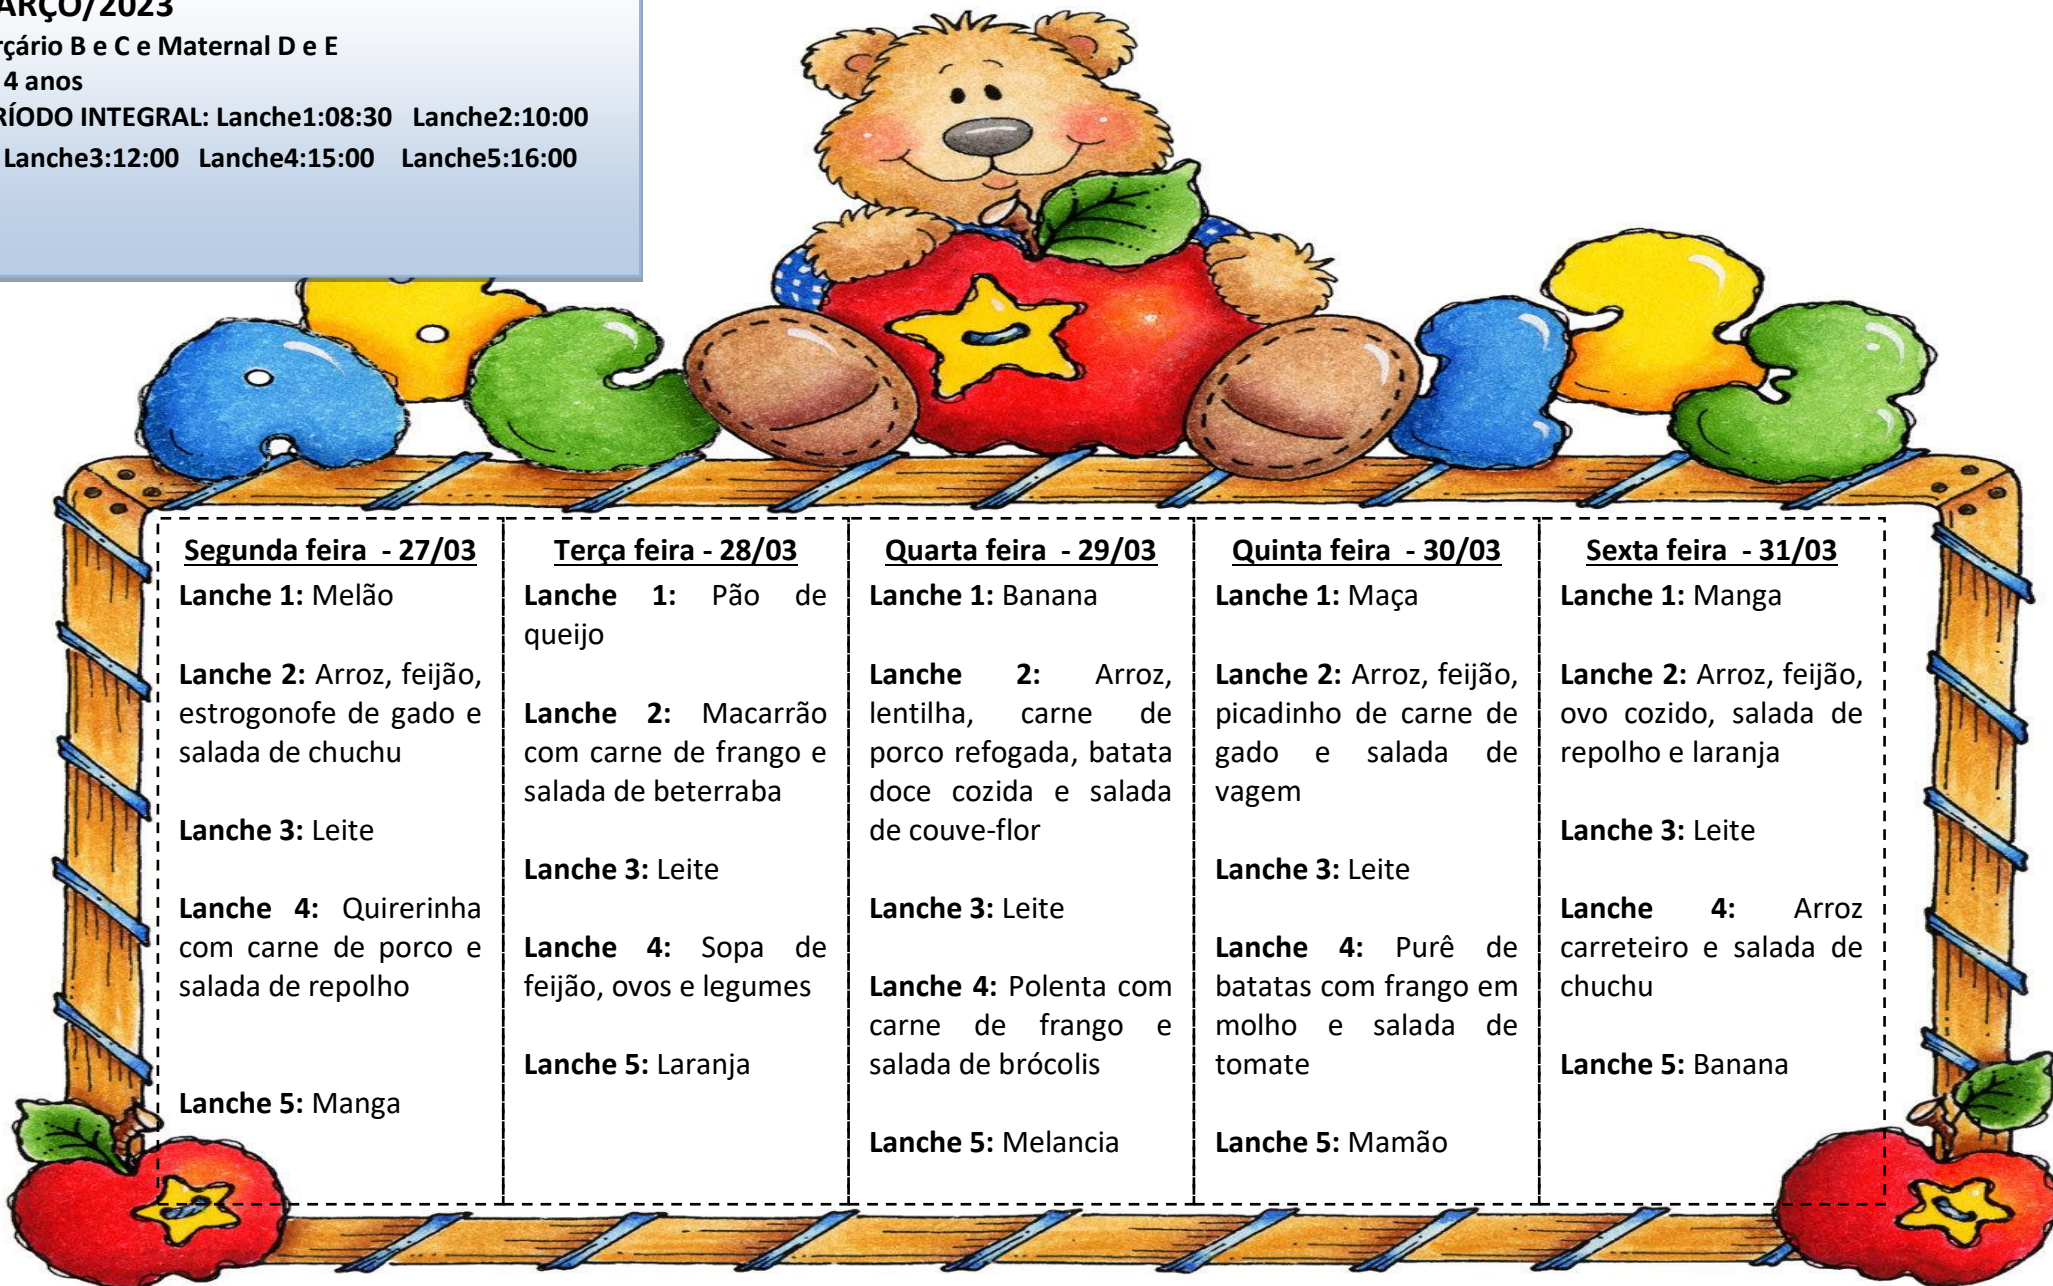 ARÇO/2023
rçário B e C e Maternal D e E
4 anos
RÍODO INTEGRAL: Lanche1:08:30 Lanche2:10:00
Lanche3:12:00 Lanche4:15:00 Lanche5:16:00
Segunda feira - 27/03
Lanche 1: Melão
Lanche 2: Arroz, feijão,
estrogonofe de gado e
salada de chuchu
Lanche 3: Leite
Lanche 4: Quirerinha
com carne de porco e
salada de repolho
Lanche 5: Manga
Terça feira - 28/03
Lanche 1: Pão de
queijo
Lanche 2: Macarrão
com carne de frango e
salada de beterraba
Lanche 3: Leite
Lanche 4: Sopa de
feijão, ovos e legumes
Lanche 5: Laranja
Quarta feira - 29/03
Lanche 1: Banana
Lanche 2: Arroz,
lentilha, carne de
porco refogada, batata
doce cozida e salada
de couve-flor
Lanche 3: Leite
Lanche 4: Polenta com
carne de frango e
salada de brócolis
Lanche 5: Melancia
Quinta feira - 30/03
Lanche 1: Maça
Lanche 2: Arroz, feijão,
picadinho de carne de
gado e salada de
vagem
Lanche 3: Leite
Lanche 4: Purê de
batatas com frango em
molho e salada de
tomate
Lanche 5: Mamão
Sexta feira - 31/03
Lanche 1: Manga
Lanche 2: Arroz, feijão,
ovo cozido, salada de
repolho e laranja
Lanche 3: Leite
Lanche 4: Arroz
carreteiro e salada de
chuchu
Lanche 5: Banana